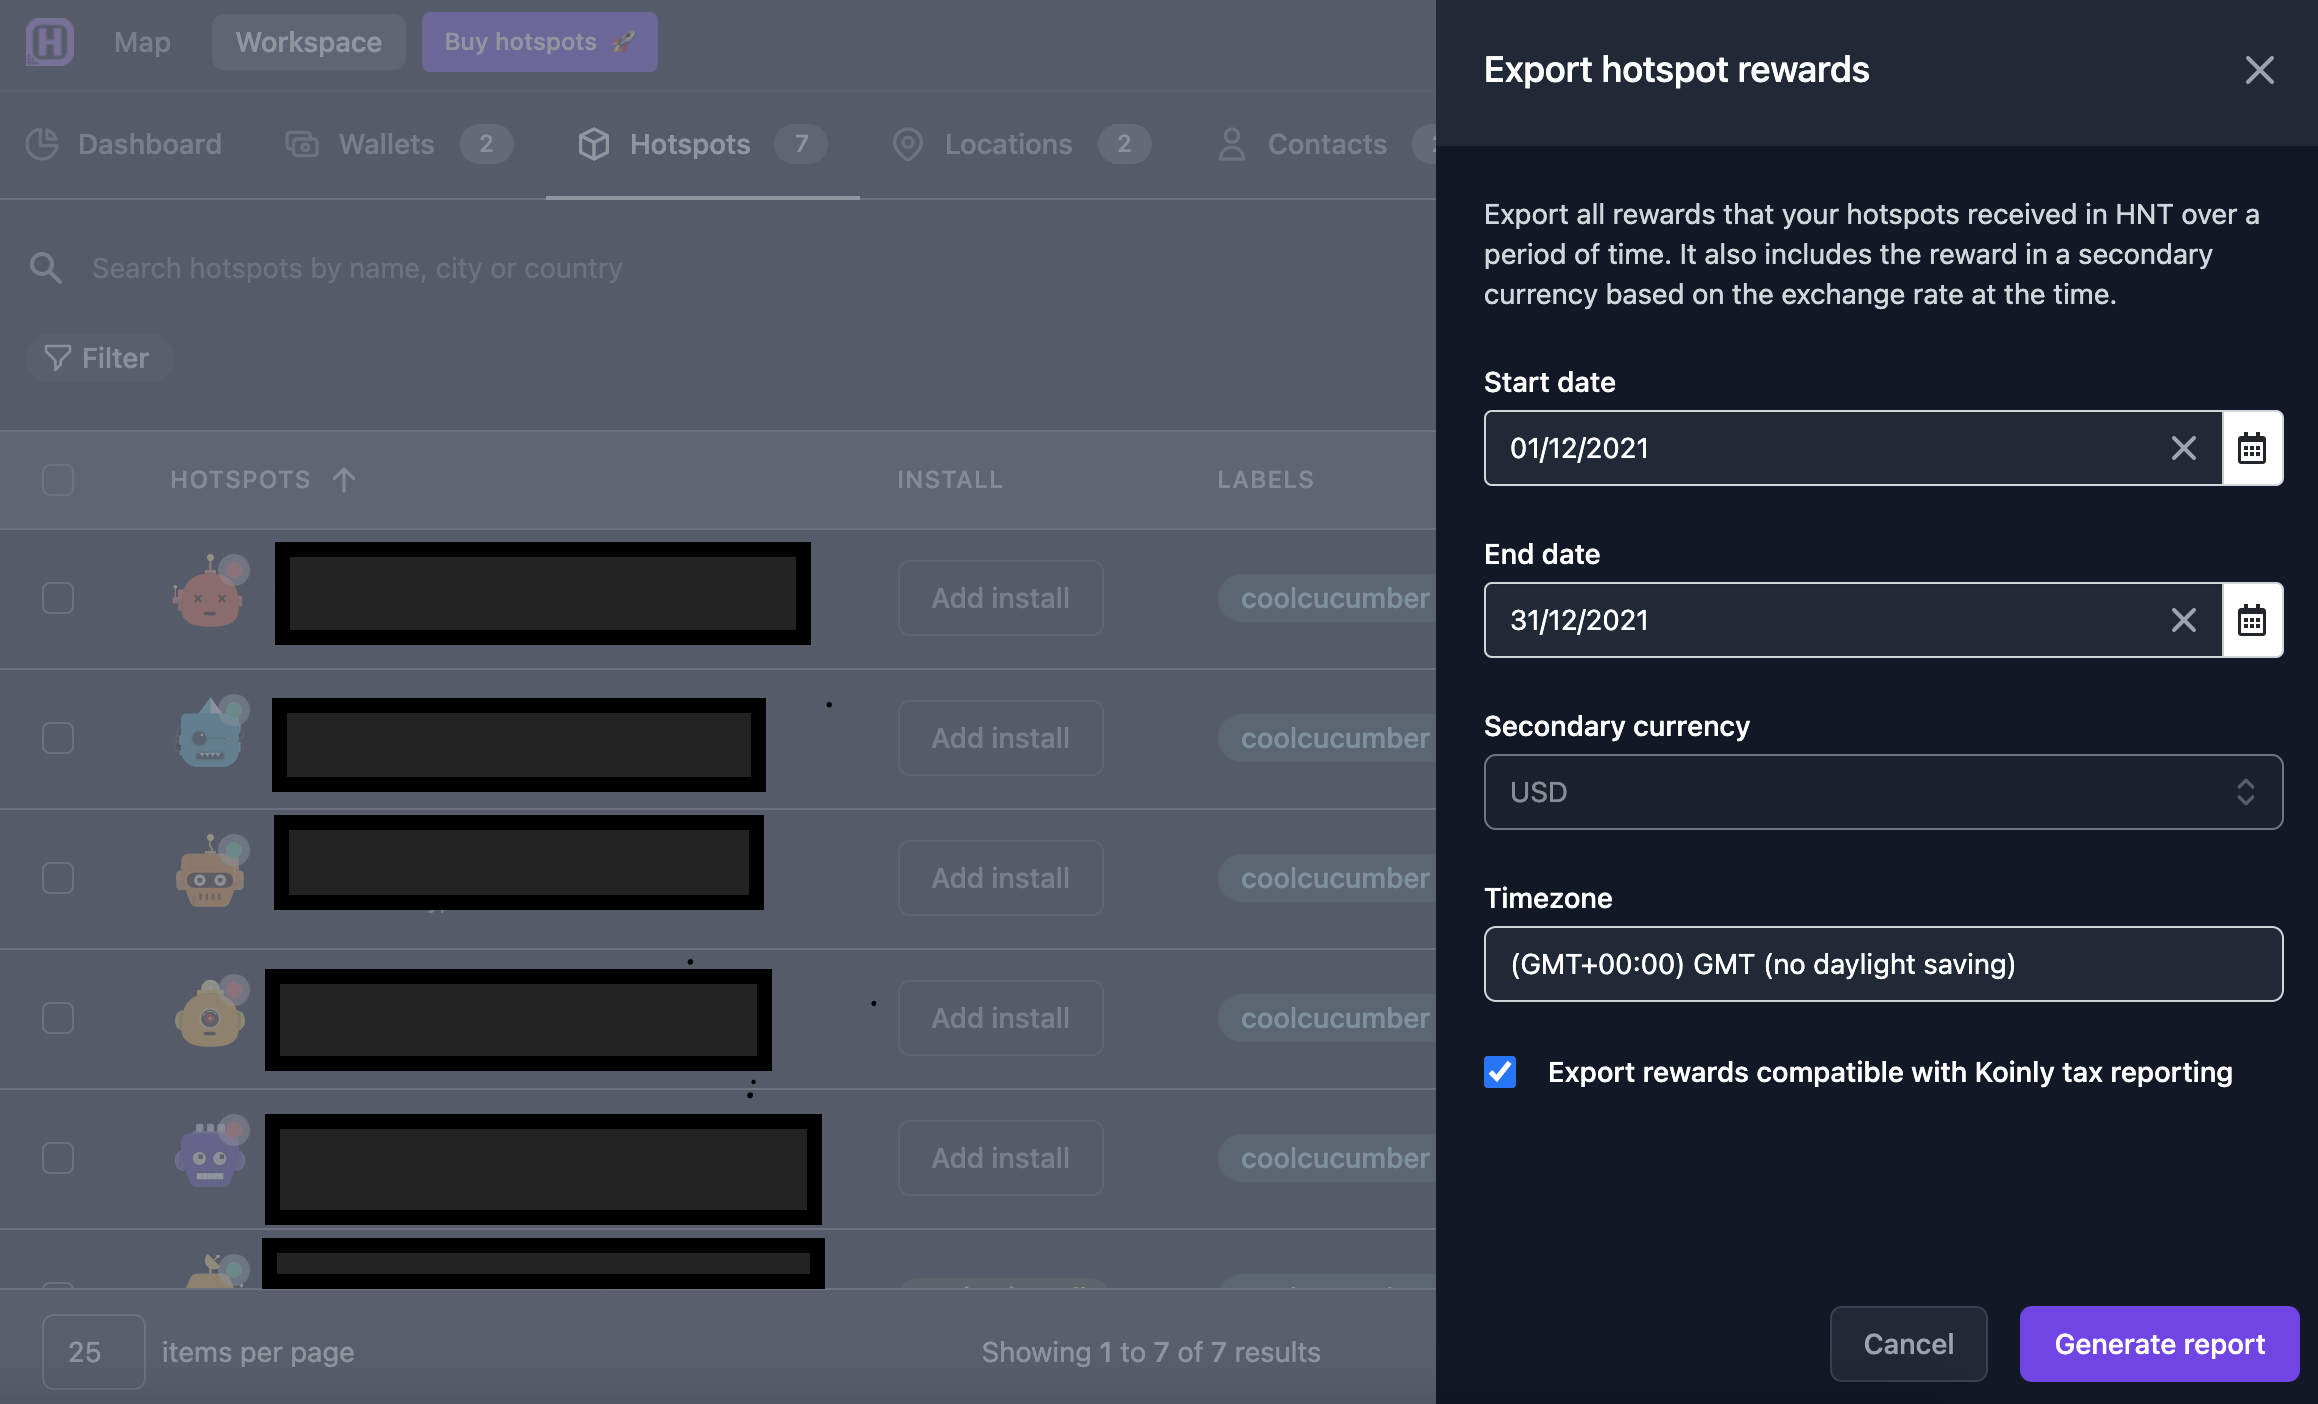 Map
Workspace
Buy hotspots 🚀
Dashboard
Wallets 2
Hotspots 7
Locations 2
Contacts
Search hotspots by name, city or country
Filter
HOTSPOTS
INSTALL
LABELS
Add install
coolcucumber
Add install
coolcucumber
Add install
coolcucumber
Add install
coolcucumber
Add install
coolcucumber
25 items per page
Showing 1 to 7 of 7 results
Export hotspot rewards
Export all rewards that your hotspots received in HNT over a
period of time. It also includes the reward in a secondary
currency based on the exchange rate at the time.
Start date
01/12/2021
End date
31/12/2021
Secondary currency
USD
Timezone
(GMT+00:00) GMT (no daylight saving)
Export rewards compatible with Koinly tax reporting
Cancel
Generate report